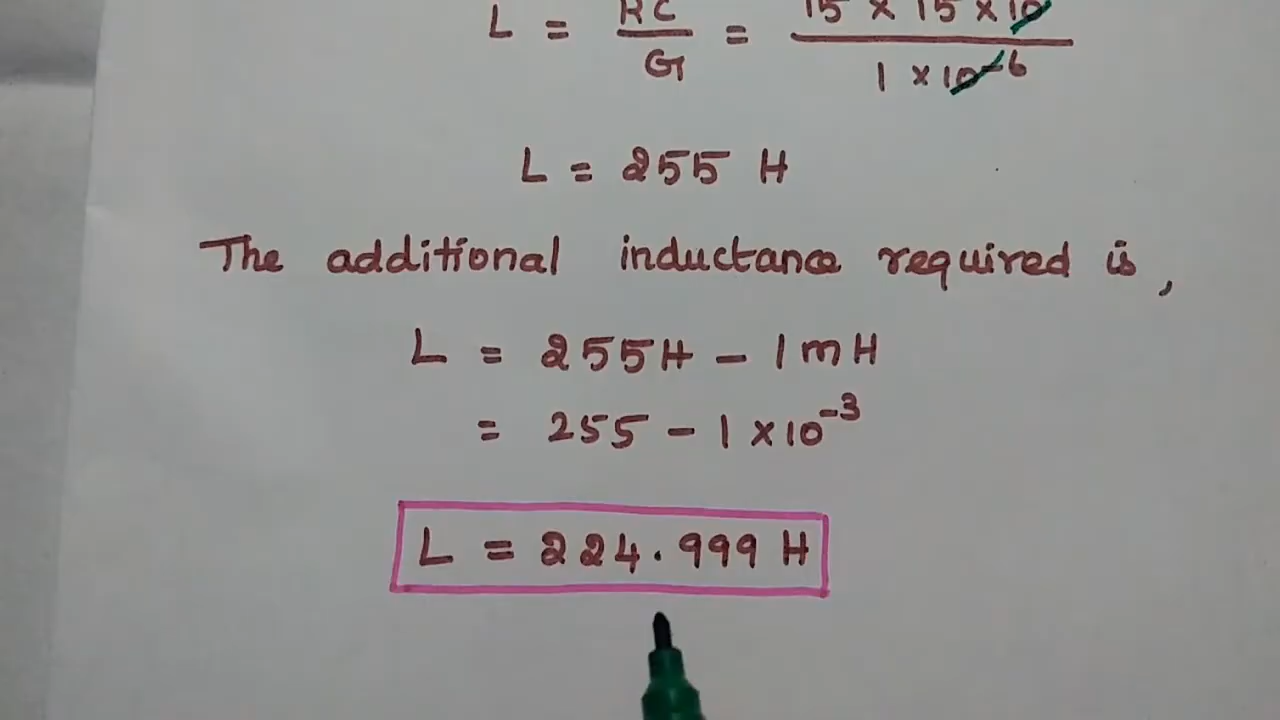 L = RC/G = 15 × 15 × 10 / 1 × 10⁻⁶
L = 255 H
The additional inductance required is,
L = 255H - 1mH
= 255 - 1 × 10⁻³
L = 224.999 H